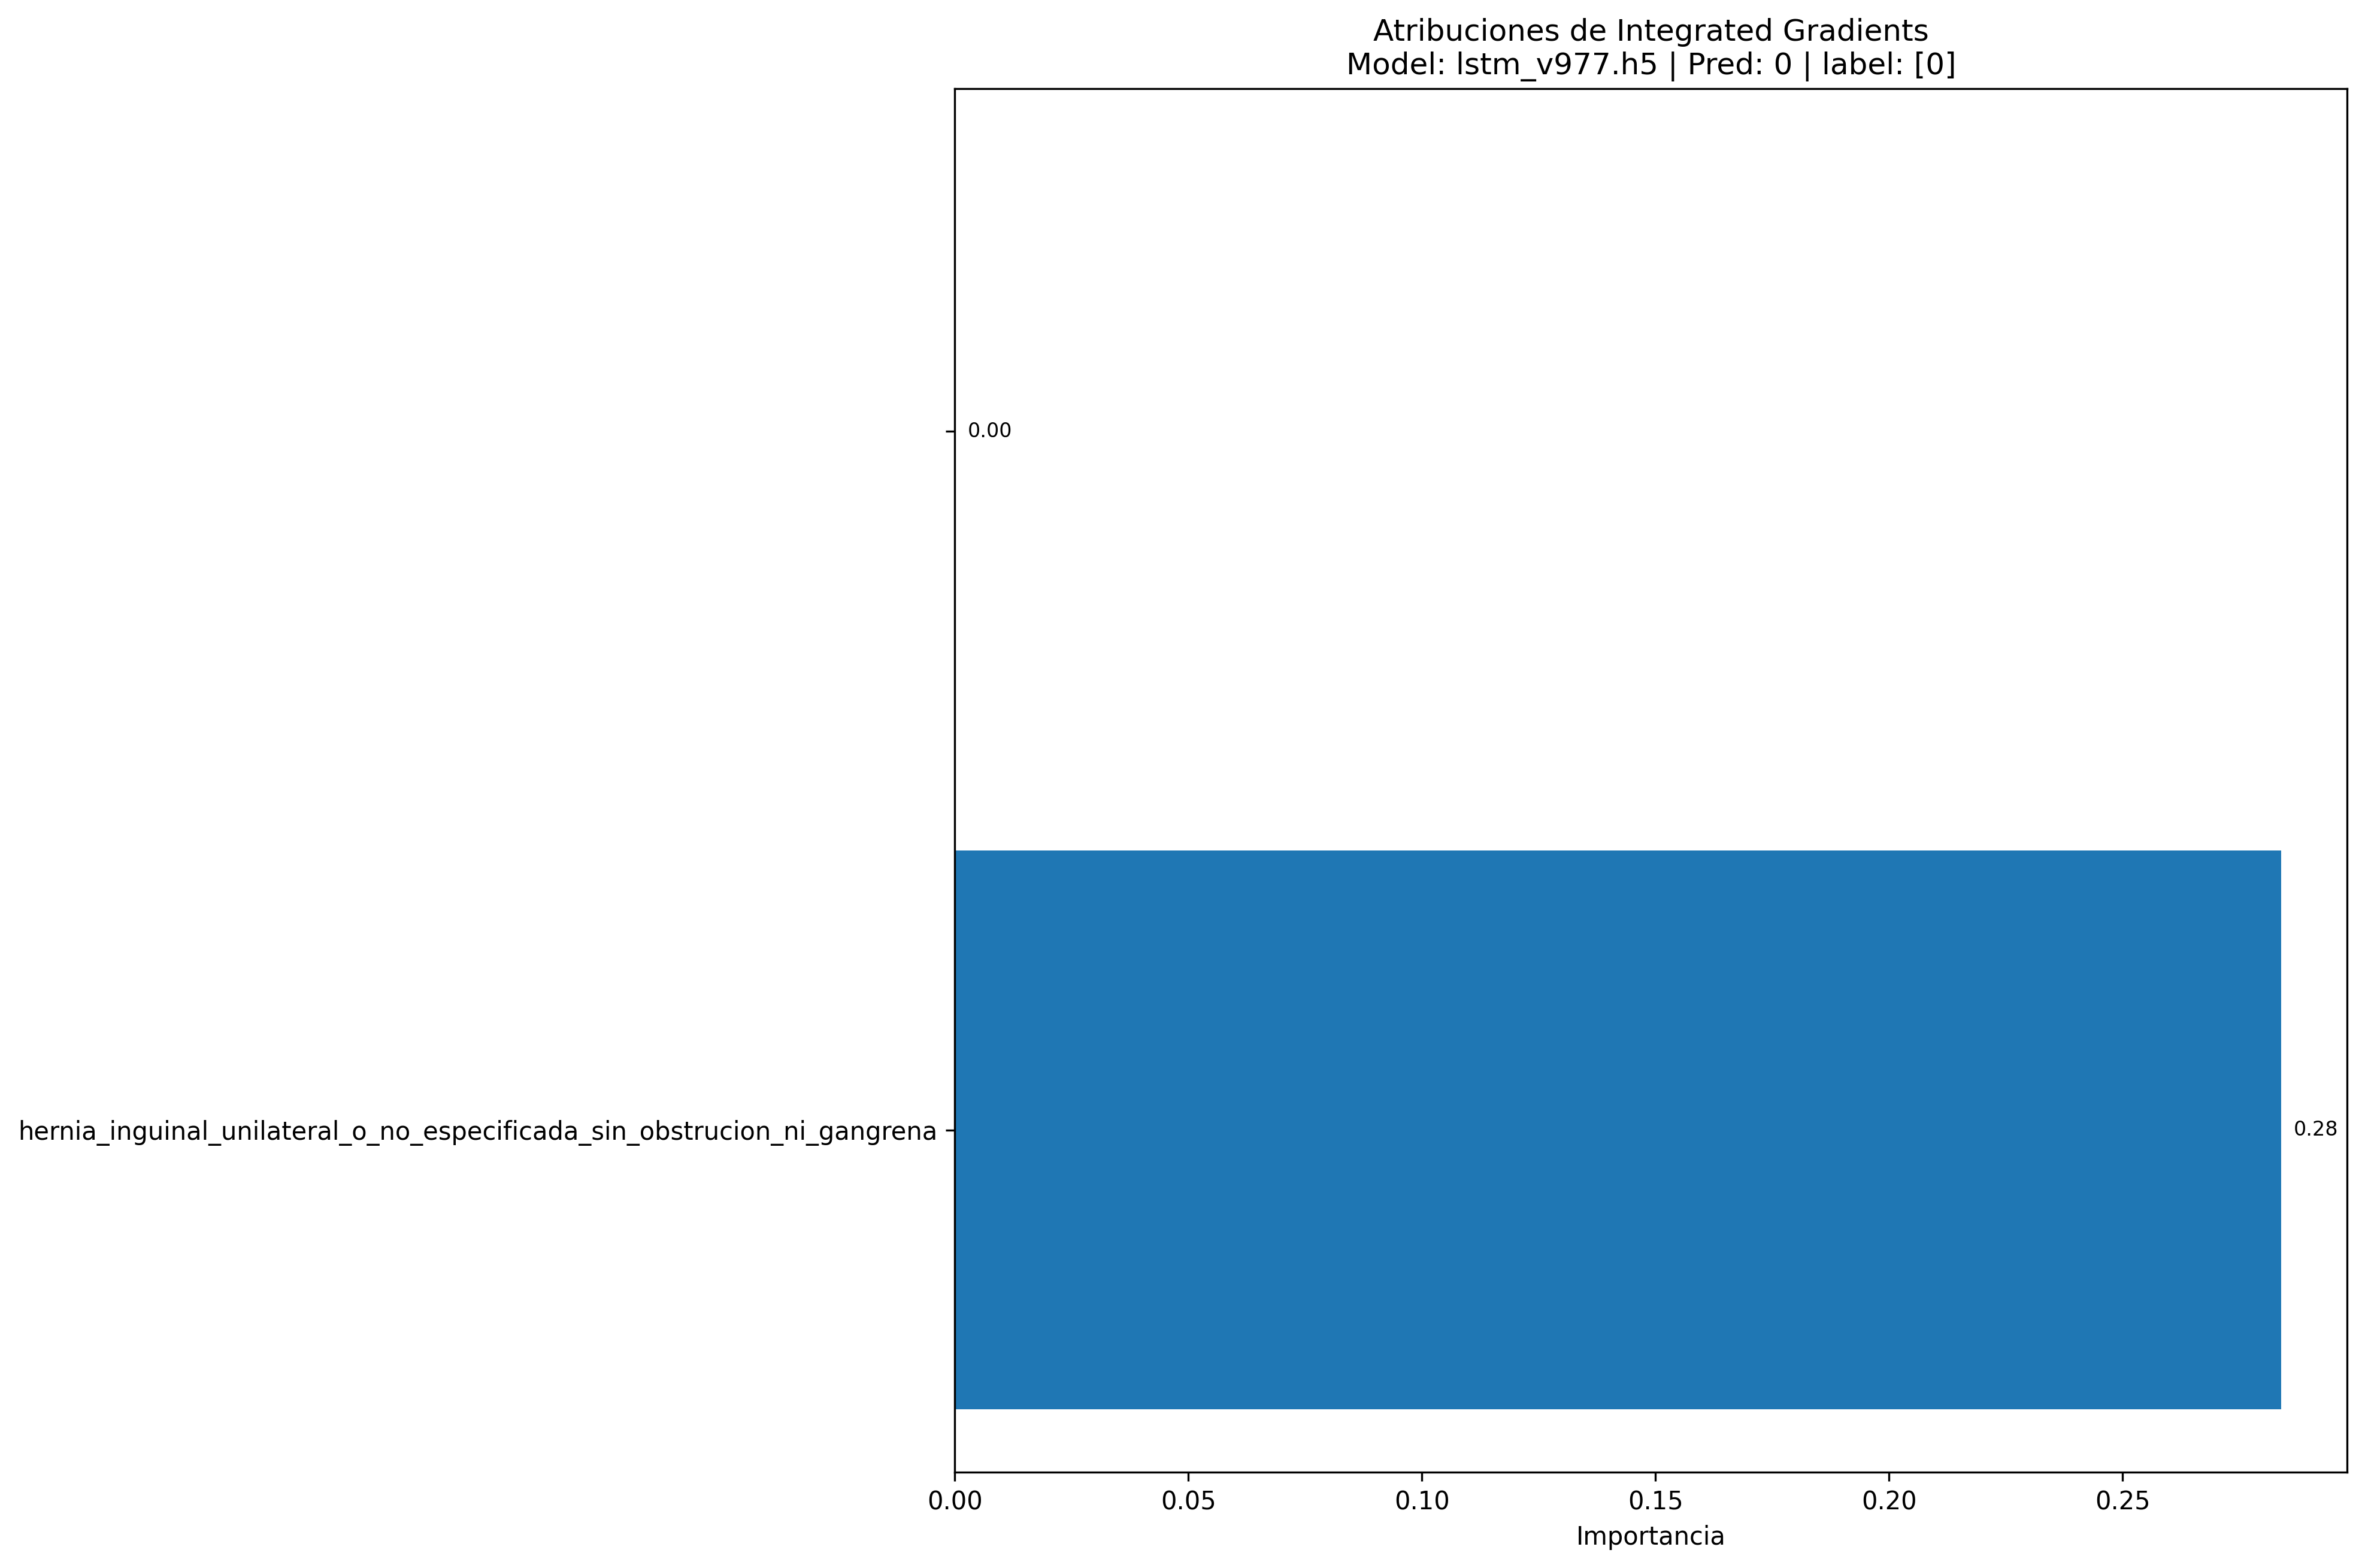 Atribuciones de Integrated Gradients
Model: lstm_v977.h5 | Pred: 0 | label: [0]
0.00
hernia_inguinal_unilateral_o_no_especificada_sin_obstrucion_ni_gangrena
0.28
0.00 0.05 0.10 0.15 0.20 0.25
Importancia